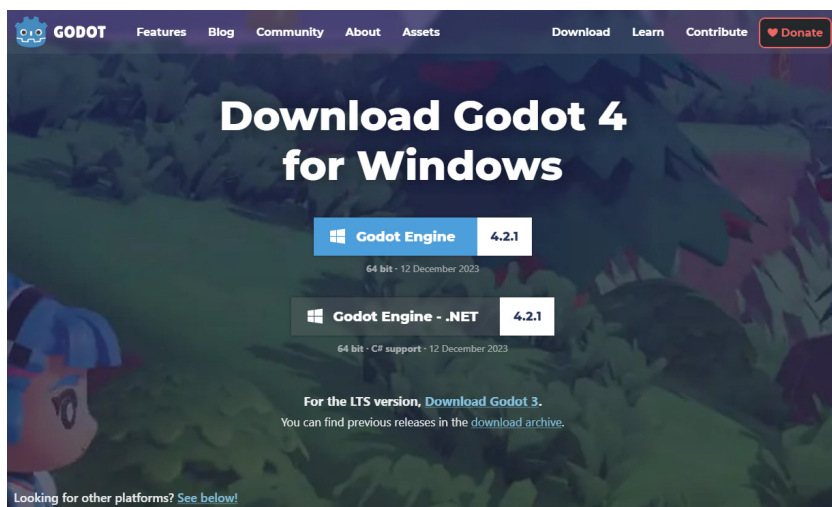 GODOT Features Blog Community About Assets Download Learn Contribute Donate
Download Godot 4
for Windows
Godot Engine 4.2.1
64 bit · 12 December 2023
Godot Engine - .NET 4.2.1
64 bit · C# support · 12 December 2023
For the LTS version, Download Godot 3.
You can find previous releases in the download archive.
Looking for other platforms? See below!